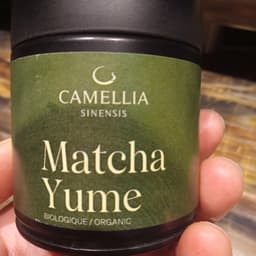 CAMELLIA
SINENSIS
Matcha
Yume
BIOLOGIQUE / ORGANIC